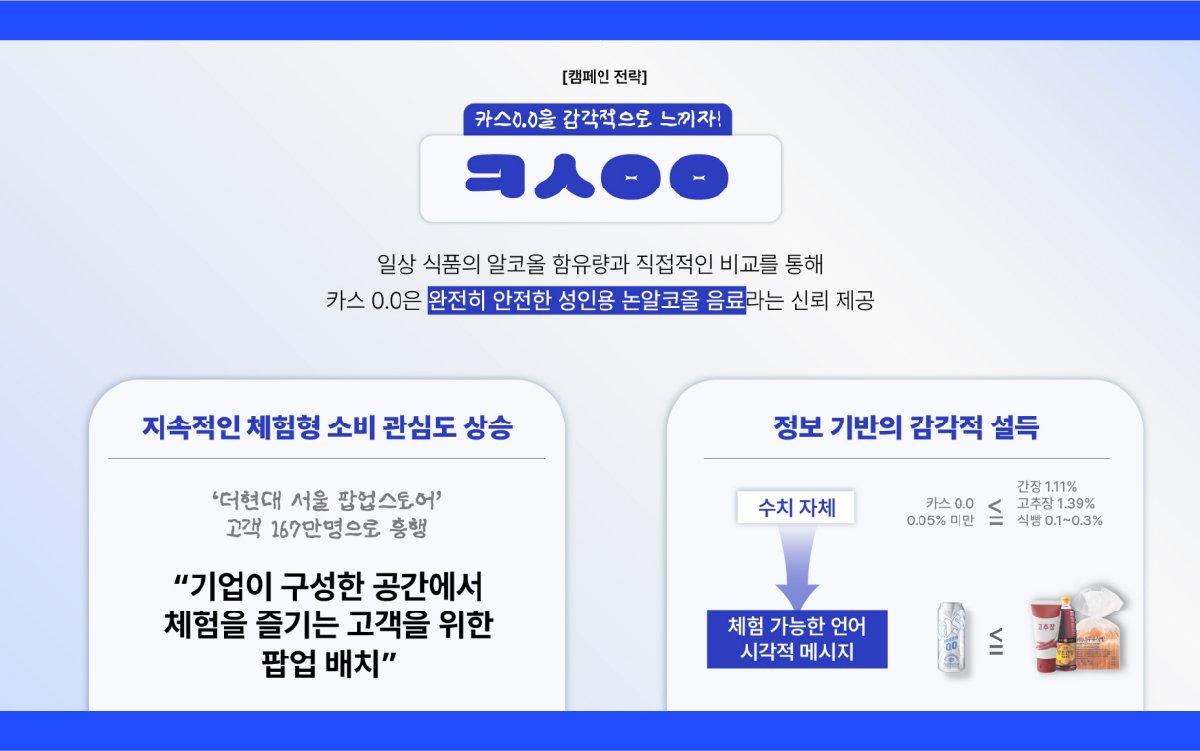 [캠페인 전략]
카스0.0을 감각적으로 느끼자!
ㅋㅅㅇㅇ
일상 식품의 알코올 함유량과 직접적인 비교를 통해
카스 0.0은 완전히 안전한 성인용 논알코올 음료라는 신뢰 제공
지속적인 체험형 소비 관심도 상승
‘더현대 서울 팝업스토어’
고객 167만명으로 흥행
“기업이 구성한 공간에서
체험을 즐기는 고객을 위한
팝업 배치”
정보 기반의 감각적 설득
수치 자체
카스 0.0
0.05% 미만
≤
간장 1.11%
고추장 1.39%
식빵 0.1~0.3%
체험 가능한 언어
시각적 메시지
0.0
≤
고추장